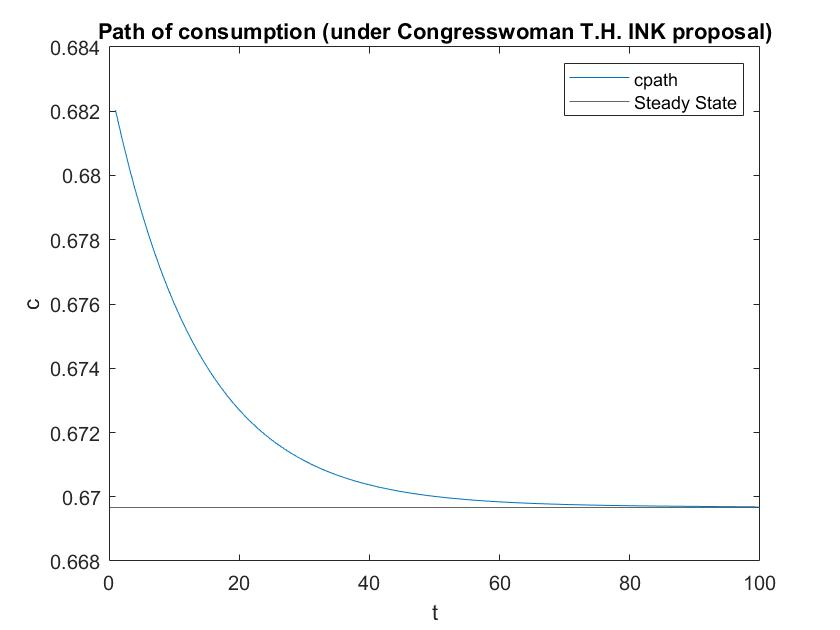 Path of consumption (under Congresswoman T.H. INK proposal)
0.684
0.682
0.68
0.678
0.676
0.674
0.672
0.67
0.668
c
cpath
Steady State
0 20 40 60 80 100
t